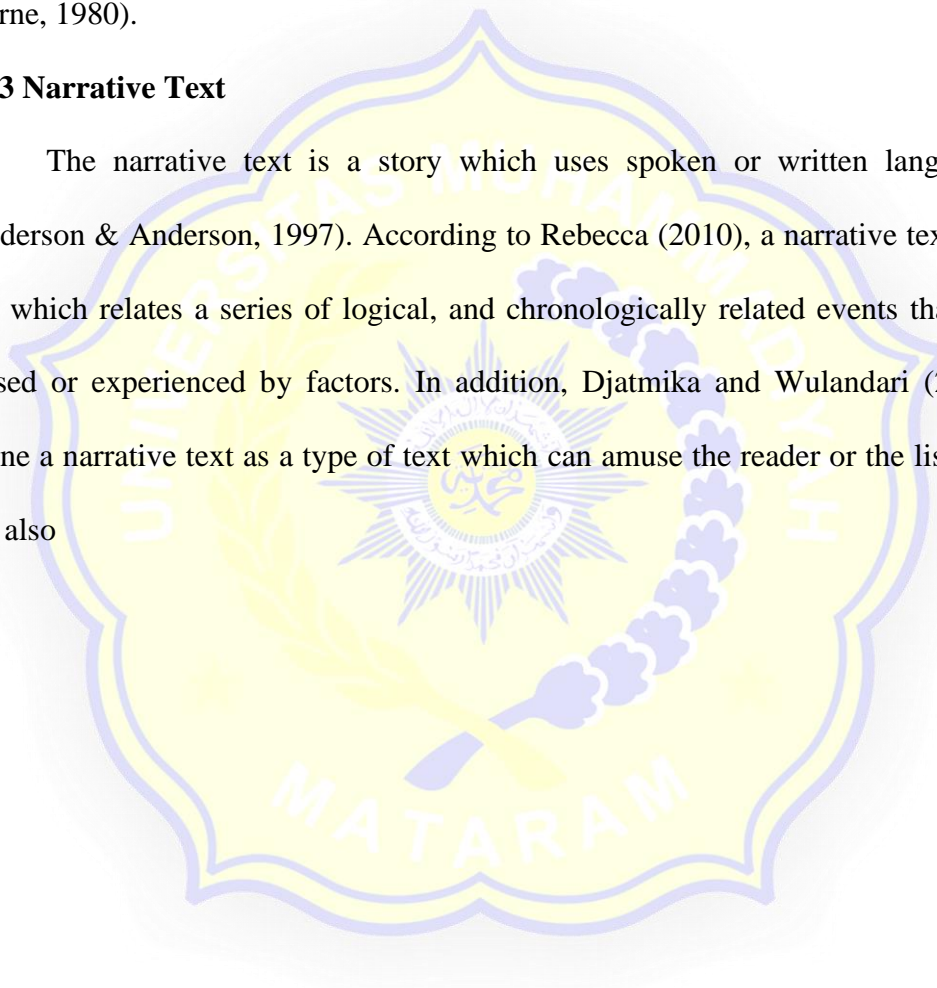 rne, 1980).
3 Narrative Text
The narrative text is a story which uses spoken or written lang
derson & Anderson, 1997). According to Rebecca (2010), a narrative tex
which relates a series of logical, and chronologically related events tha
sed or experienced by factors. In addition, Djatmika and Wulandari (
ne a narrative text as a type of text which can amuse the reader or the lis
also
UNIVERSITAS MUHAMMADIYAH
MATARAM